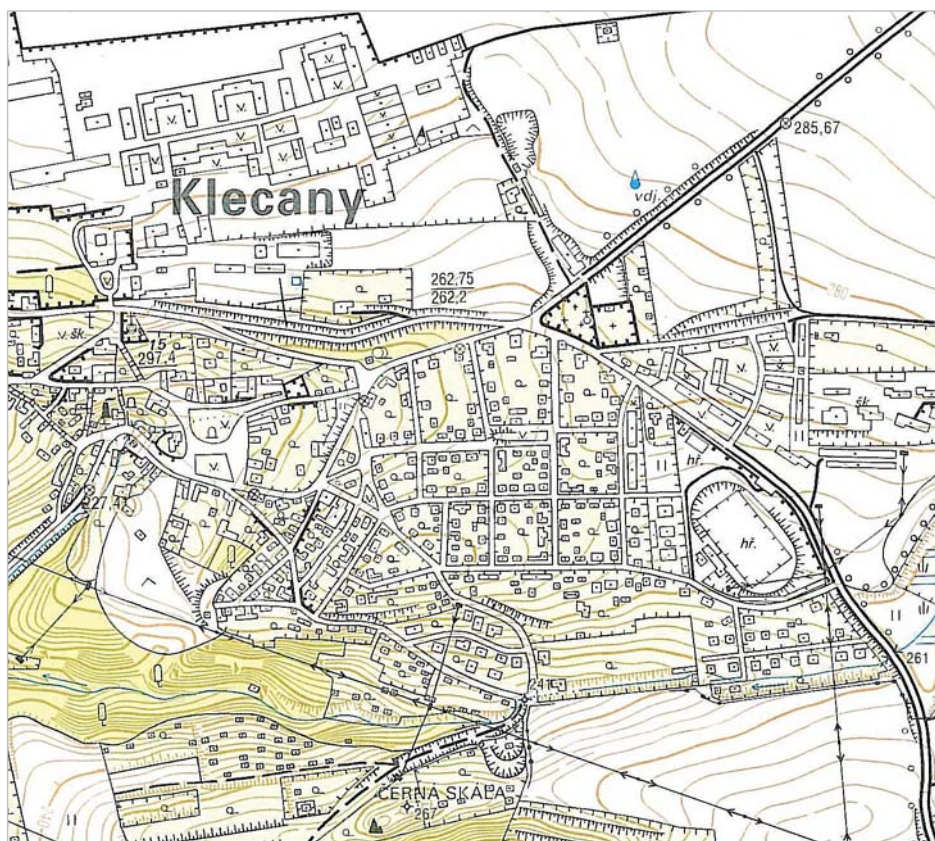 285,67
vdj.
Klecany
262,75
262,2
280
šk.
15
297,4
šk.
hř.
227,4
hř.
261
241
ČERNÁ SKÁLA
267